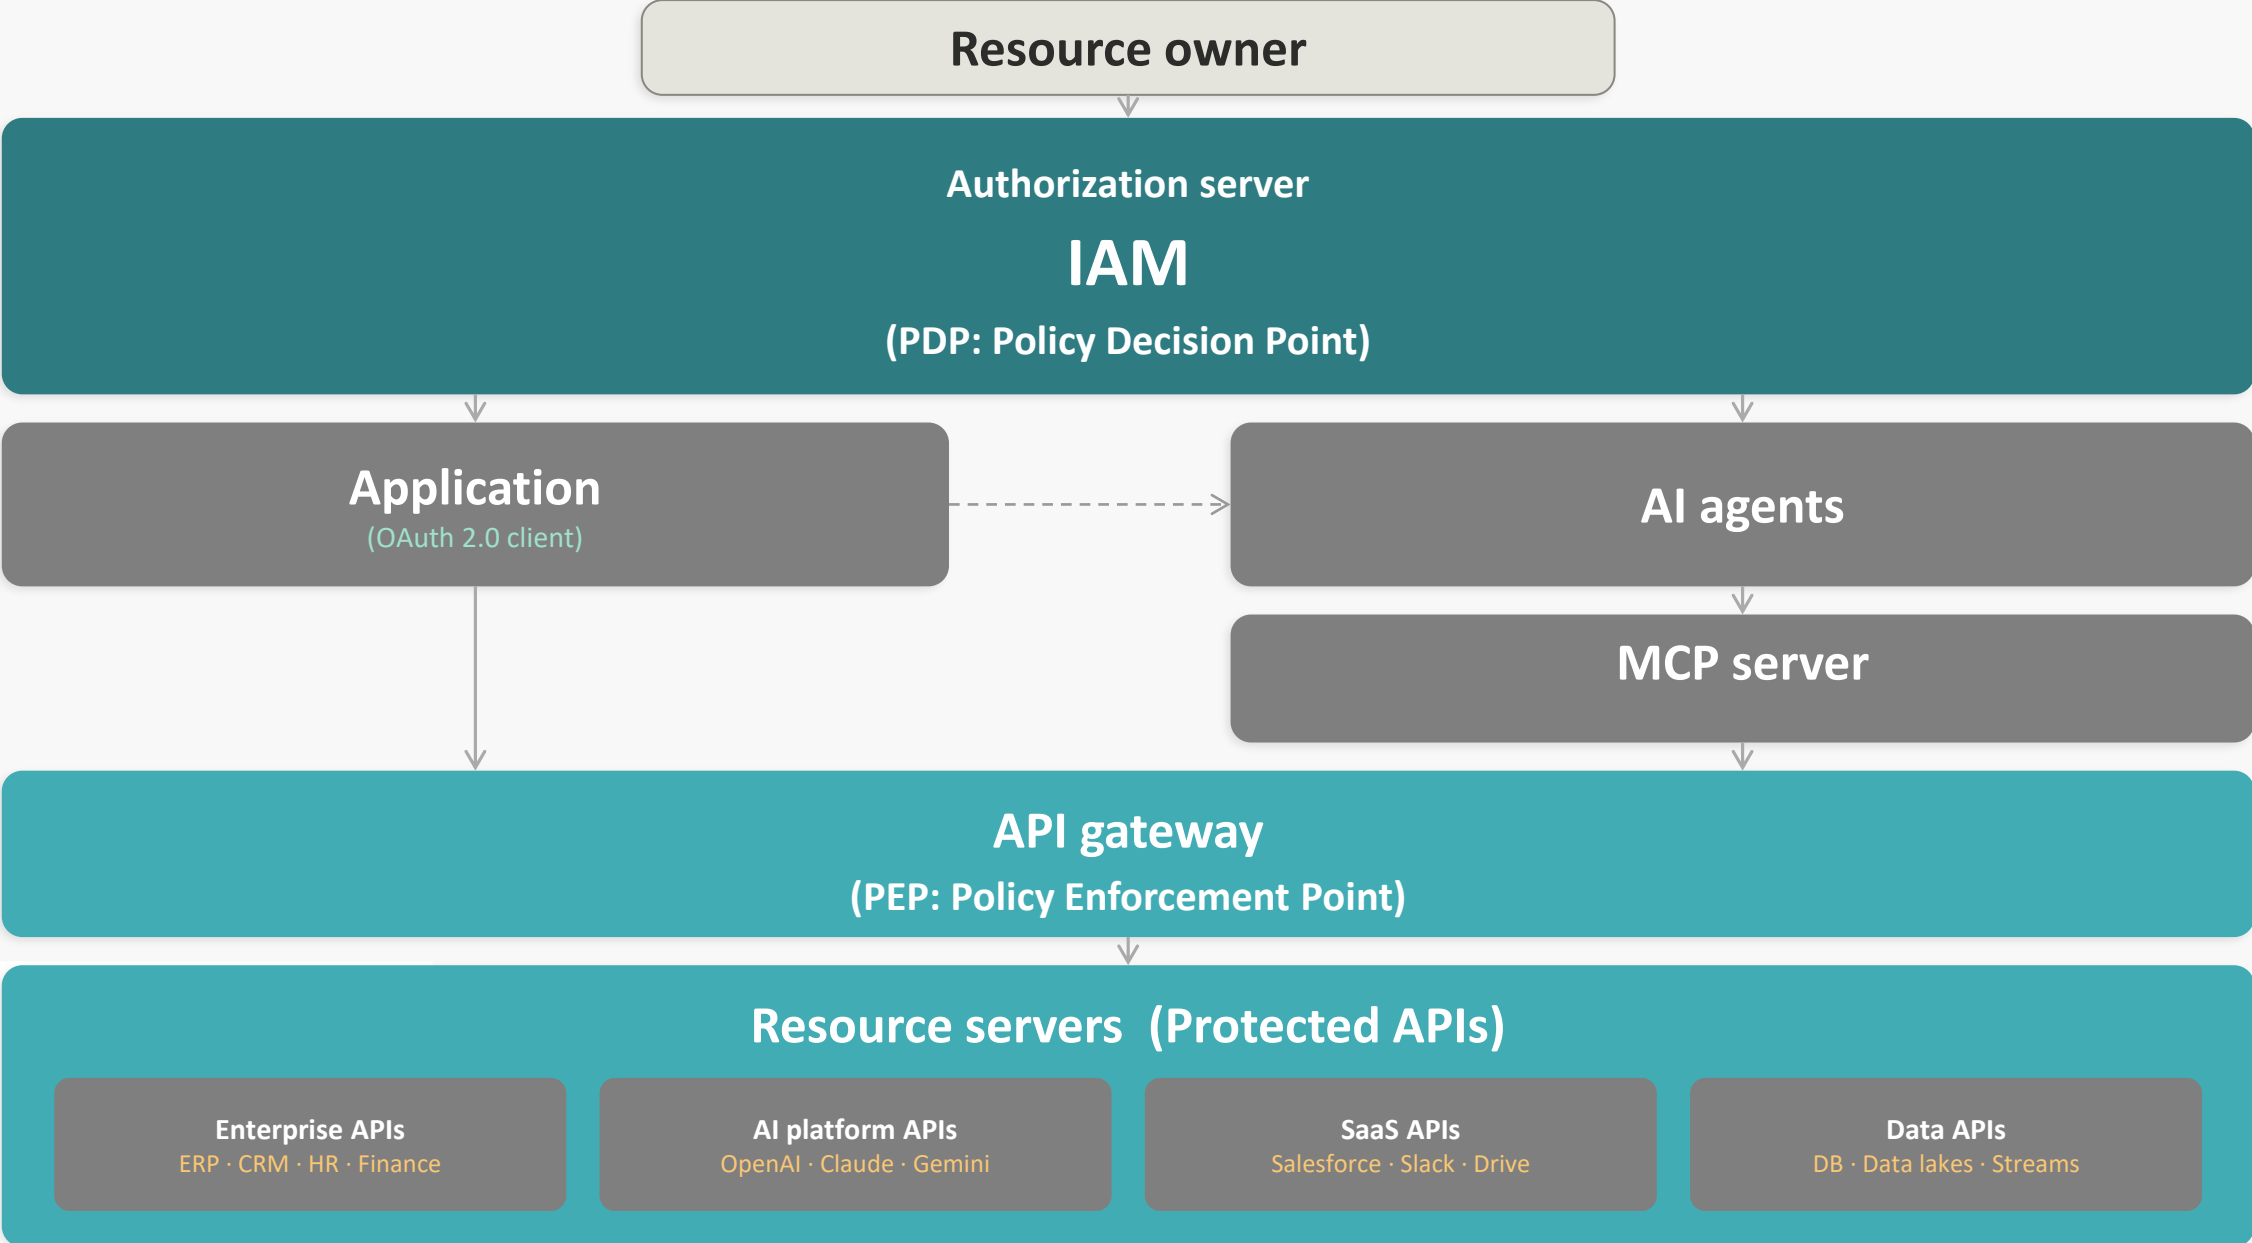 Resource owner
Authorization server
IAM
(PDP: Policy Decision Point)
Application
(OAuth 2.0 client)
AI agents
MCP server
API gateway
(PEP: Policy Enforcement Point)
Resource servers (Protected APIs)
Enterprise APIs
ERP · CRM · HR · Finance
AI platform APIs
OpenAI · Claude · Gemini
SaaS APIs
Salesforce · Slack · Drive
Data APIs
DB · Data lakes · Streams